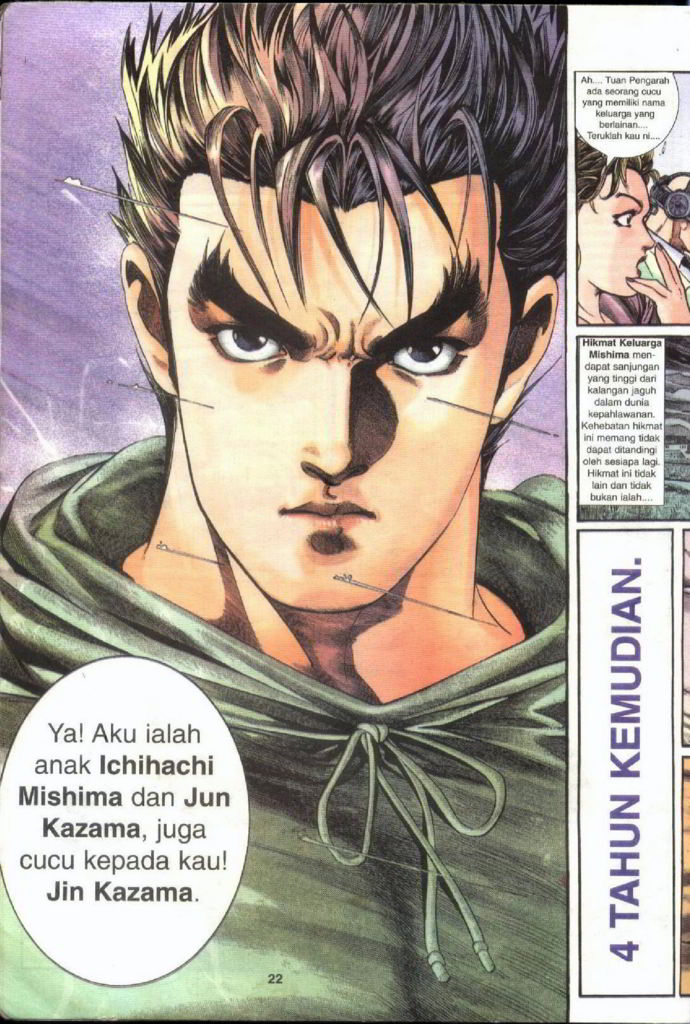 Ya! Aku ialah
anak Ichihachi
Mishima dan Jun
Kazama, juga
cucu kepada kau!
Jin Kazama.
22
Ah.... Tuan Pengarah
ada seorang cucu
yang memiliki nama
keluarga yang
berlainan....
Teruklah kau ni....
Hikmat Keluarga
Mishima men-
dapat sanjungan
yang tinggi dari
kalangan jaguh
dalam dunia
kepahlawanan.
Kehebatan hikmat
ini memang tidak
dapat ditandingi
oleh sesiapa lagi.
Hikmat ini tidak
lain dan tidak
bukan ialah....
4 TAHUN KEMUDIAN.